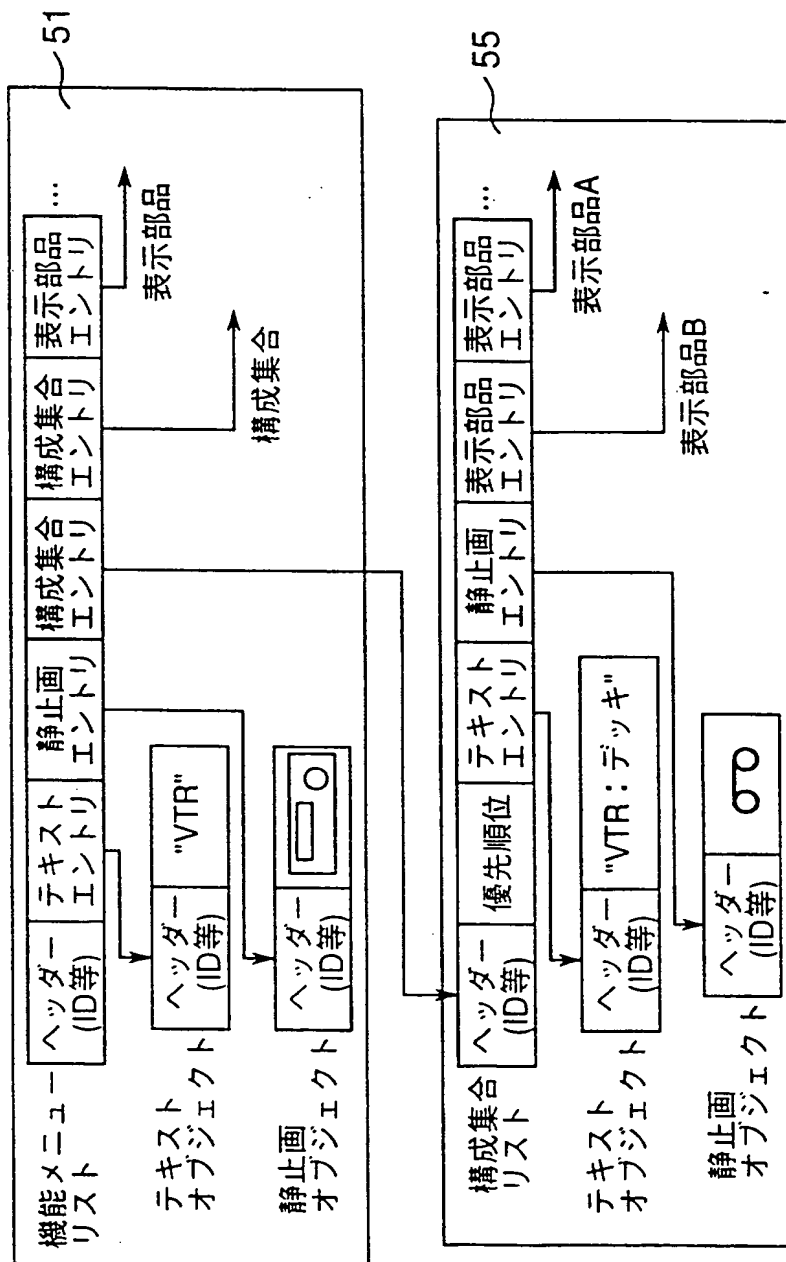 51
機能メニュー
リスト
ヘッダー
(ID等)
テキスト
エントリ
静止画
エントリ
構成集合
エントリ
構成集合
エントリ
表示部品
エントリ
…
テキスト
オブジェクト
ヘッダー
(ID等)
"VTR"
構成集合
表示部品
静止画
オブジェクト
ヘッダー
(ID等)
55
構成集合
リスト
ヘッダー
(ID等)
優先順位
テキスト
エントリ
静止画
エントリ
表示部品
エントリ
表示部品
エントリ
…
テキスト
オブジェクト
ヘッダー
(ID等)
"VTR：デッキ"
表示部品B
表示部品A
静止画
オブジェクト
ヘッダー
(ID等)